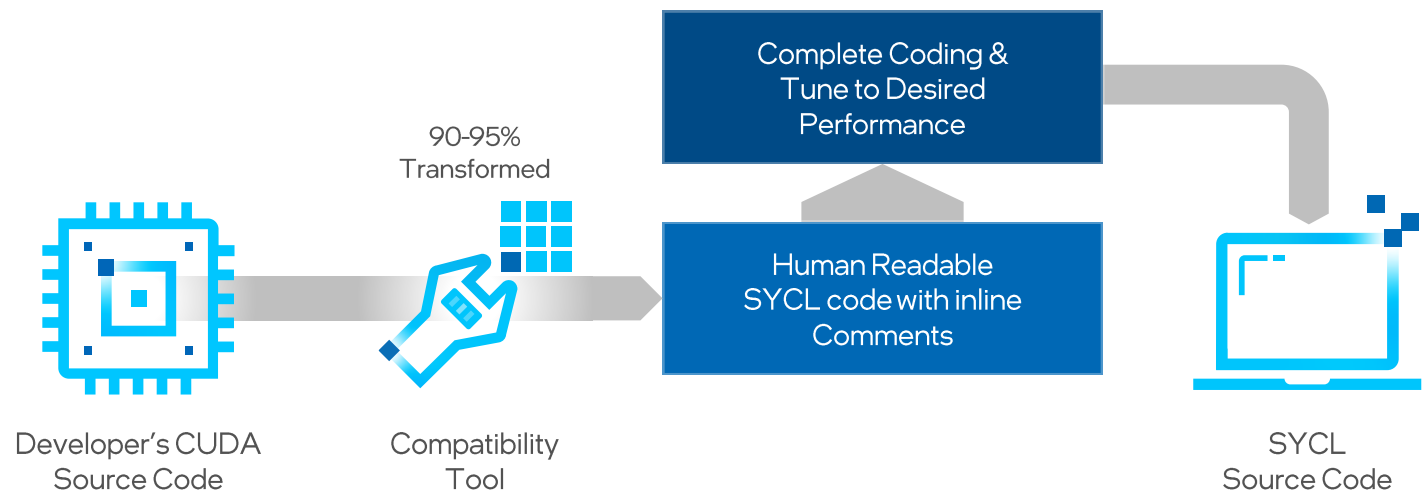 Complete Coding &
Tune to Desired
Performance
90-95%
Transformed
Human Readable
SYCL code with inline
Comments
Developer's CUDA
Source Code
Compatibility
Tool
SYCL
Source Code